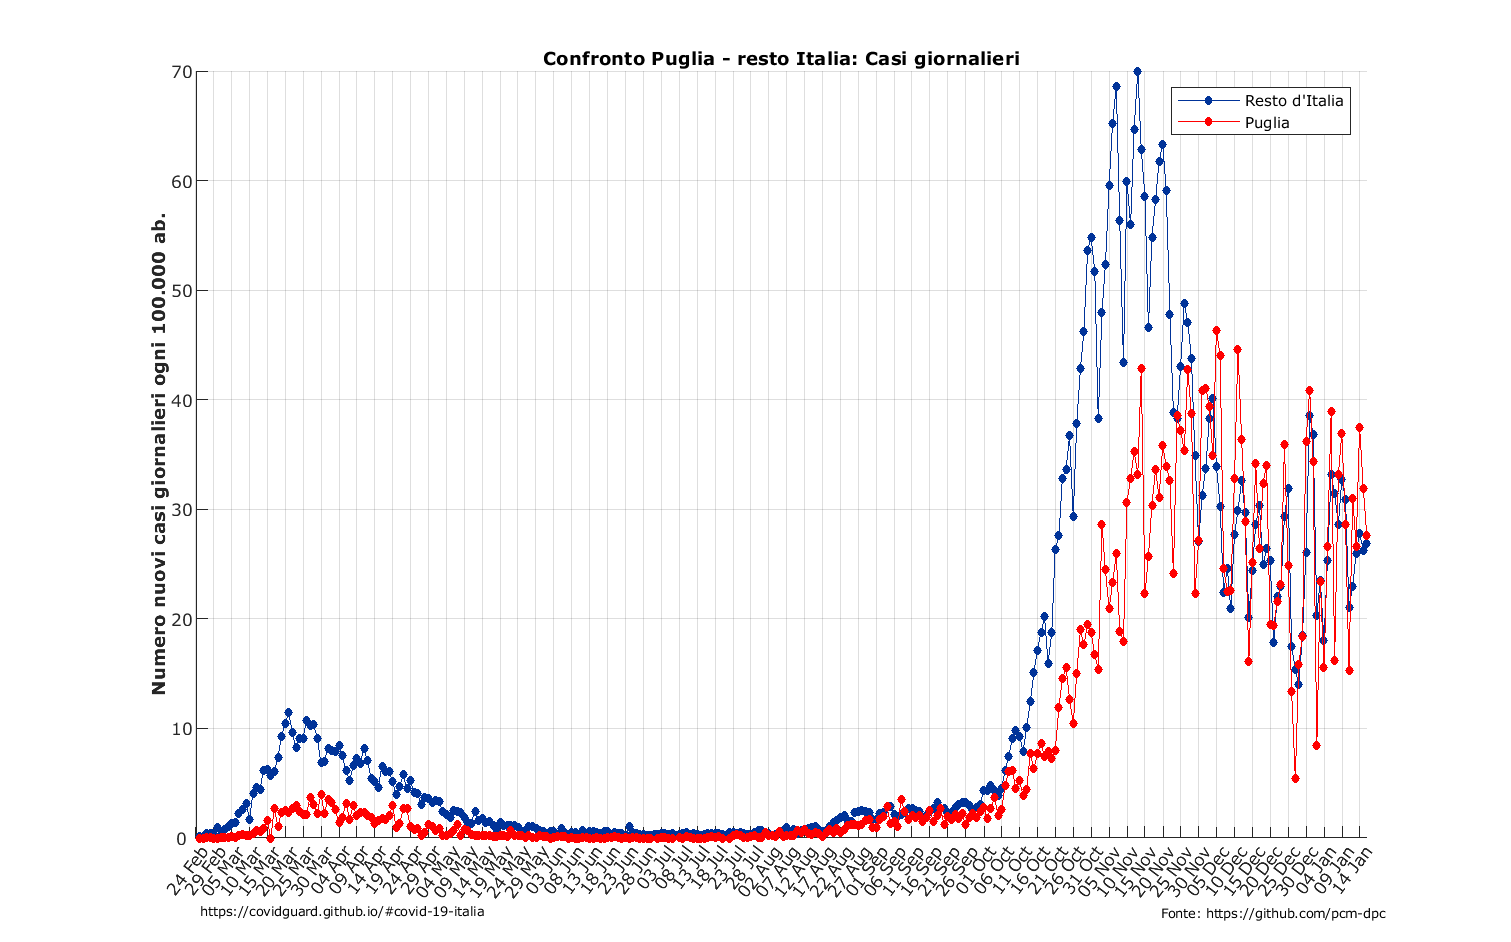 Confronto Puglia - resto Italia: Casi giornalieri
Numero nuovi casi giornalieri ogni 100.000 ab.
70
60
50
40
30
20
10
0
Resto d'Italia
Puglia
24 Feb
29 Feb
05 Mar
10 Mar
15 Mar
20 Mar
25 Mar
30 Mar
04 Apr
09 Apr
14 Apr
19 Apr
24 Apr
29 Apr
04 May
09 May
14 May
19 May
24 May
29 May
03 Jun
08 Jun
13 Jun
18 Jun
23 Jun
28 Jun
03 Jul
08 Jul
13 Jul
18 Jul
23 Jul
28 Jul
02 Aug
07 Aug
12 Aug
17 Aug
22 Aug
27 Aug
01 Sep
06 Sep
11 Sep
16 Sep
21 Sep
26 Sep
01 Oct
06 Oct
11 Oct
16 Oct
21 Oct
26 Oct
31 Oct
05 Nov
10 Nov
15 Nov
20 Nov
25 Nov
30 Nov
05 Dec
10 Dec
15 Dec
20 Dec
25 Dec
30 Dec
04 Jan
09 Jan
14 Jan
https://covidguard.github.io/#covid-19-italia
Fonte: https://github.com/pcm-dpc